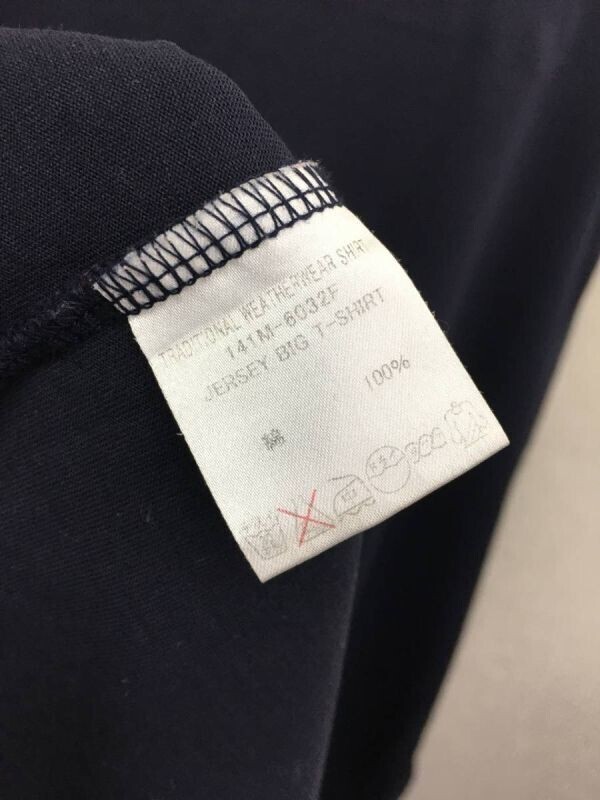 TRADITIONAL WEATHERWEAR SHIRT
141M-6032F
JERSEY BIG T-SHIRT
綿 100%